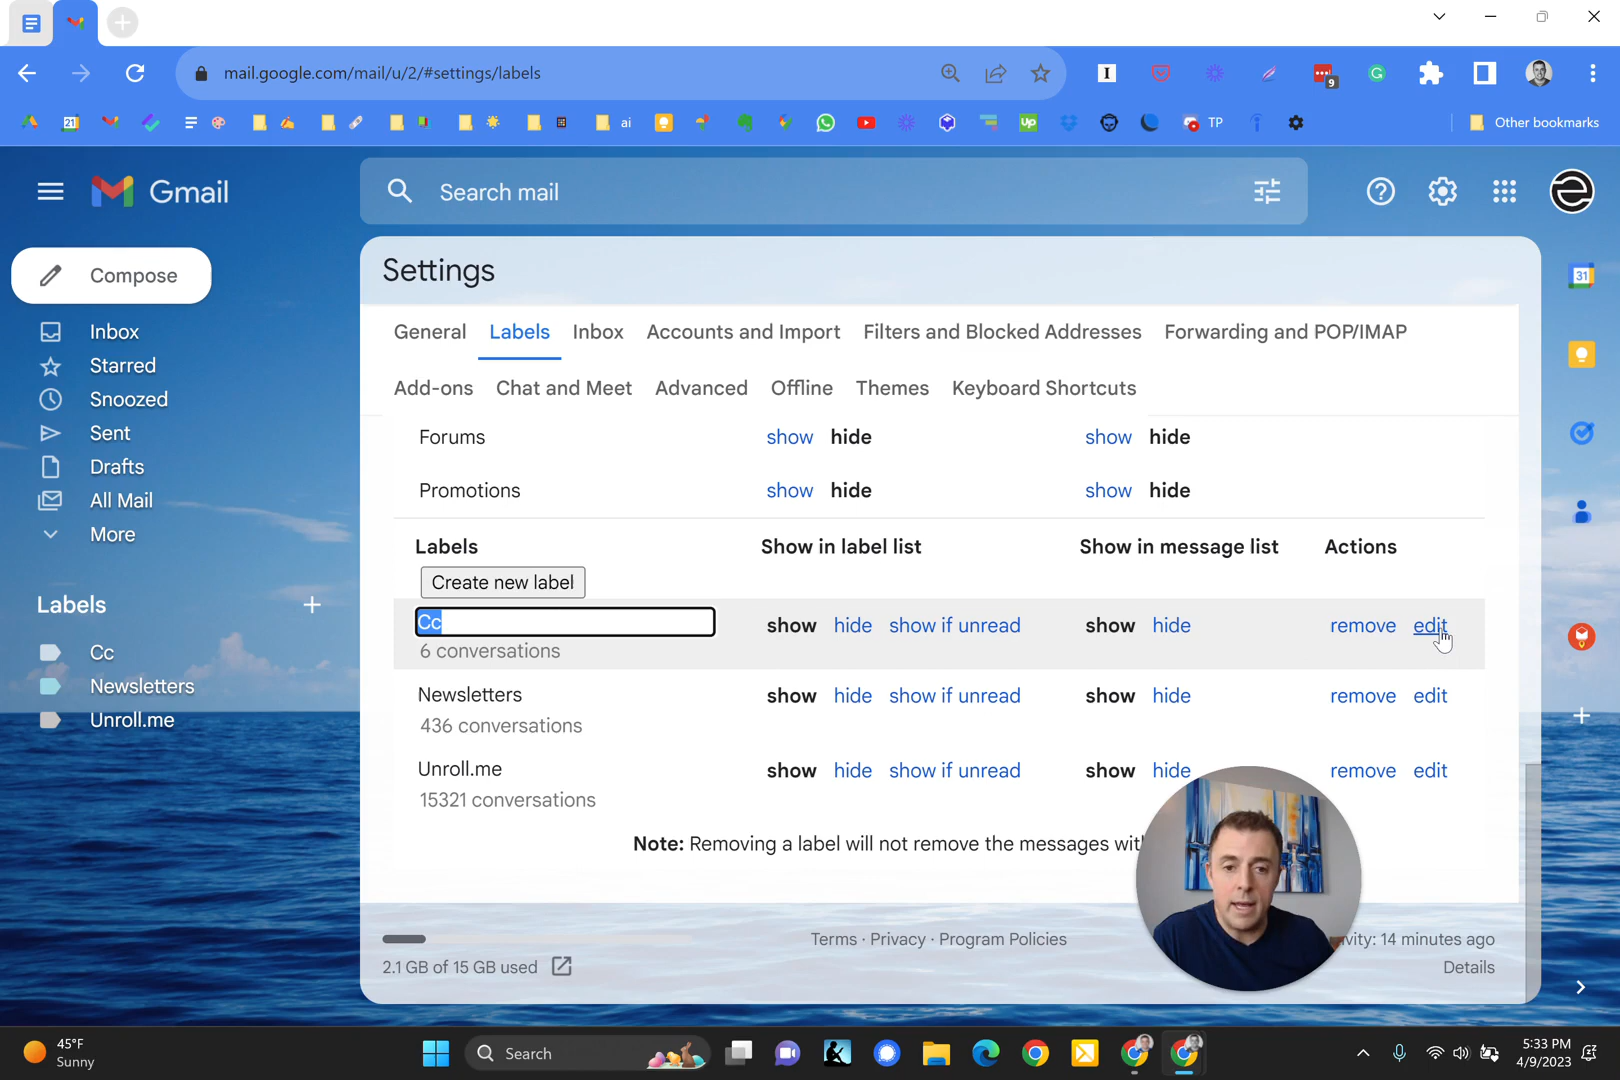 mail.google.com/mail/u/2/#settings/labels
I
9
G
21
ai
up
TP
Other bookmarks
Gmail
Search mail
Compose
Settings
31
Inbox
Starred
Snoozed
Sent
Drafts
All Mail
More
Labels
Cc
Newsletters
Unroll.me
General Labels Inbox Accounts and Import Filters and Blocked Addresses Forwarding and POP/IMAP
Add-ons Chat and Meet Advanced Offline Themes Keyboard Shortcuts
Forums show hide show hide
Promotions show hide show hide
Labels Show in label list Show in message list Actions
Create new label
Cc show hide show if unread show hide remove edit
6 conversations
Newsletters show hide show if unread show hide remove edit
436 conversations
Unroll.me show hide show if unread show hide remove edit
15321 conversations
Note: Removing a label will not remove the messages wit
Terms · Privacy · Program Policies
vity: 14 minutes ago
2.1 GB of 15 GB used
Details
45°F
Sunny
Search
5:33 PM
4/9/2023